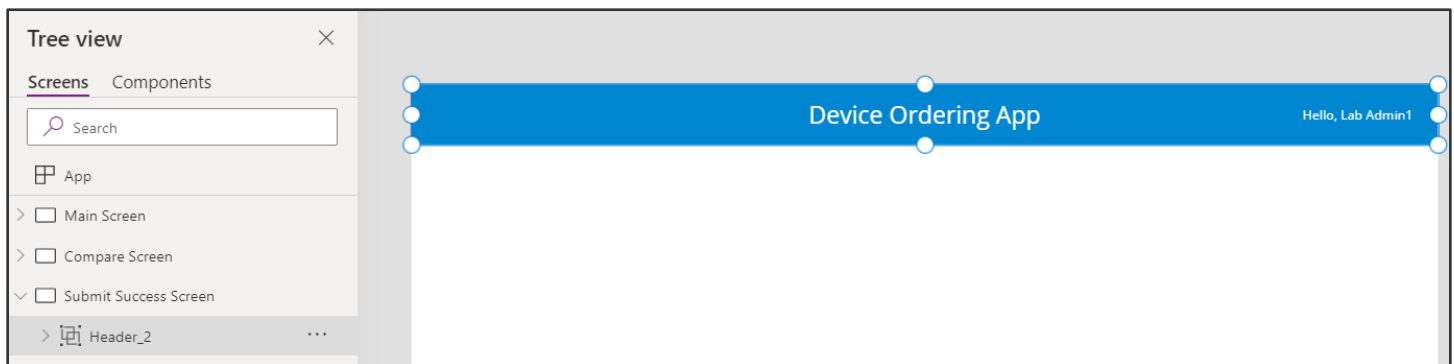 Tree view
Screens Components
Search
App
Main Screen
Compare Screen
Submit Success Screen
Header_2
Device Ordering App
Hello, Lab Admin1